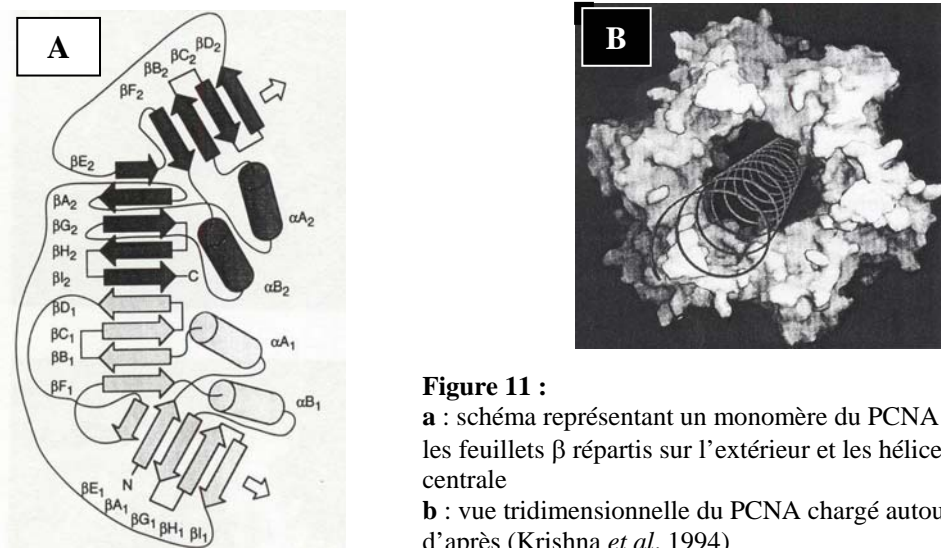 A
B
βD₂
βC₂
βB₂
βF₂
βE₂
βA₂
αA₂
βG₂
βH₂
αB₂
βI₂
C
βD₁
βC₁
αA₁
βB₁
βF₁
αB₁
N
βE₁
βA₁
βG₁
βH₁
βI₁
Figure 11 :
a : schéma représentant un monomère du PCNA
les feuillets β répartis sur l'extérieur et les hélice
centrale
b : vue tridimensionnelle du PCNA chargé autou
d'après (Krishna et al. 1994)